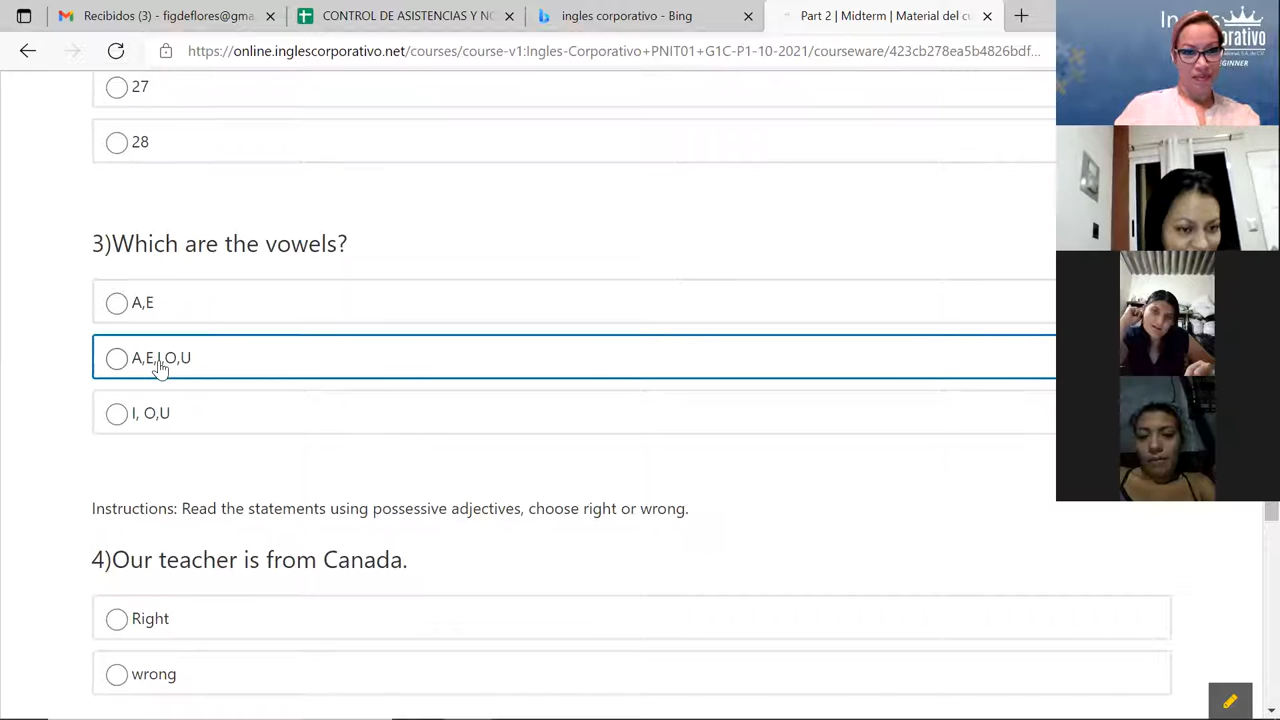 Recibidos (6) - figdeflores@gma
CONTROL DE ASISTENCIAS Y
ingles corporativo - Bing
Part 2 | Midterm | Material del c
https://online.inglescorporativo.net/courses/course-v1:Ingles-Corporativo+PNIT01+G1C-P1-10-2021/courseware/423cb278ea5b4826bdf...
27
28
3)Which are the vowels?
A,E
A,E,I,O,U
I, O,U
Instructions: Read the statements using possessive adjectives, choose right or wrong.
4)Our teacher is from Canada.
Right
wrong